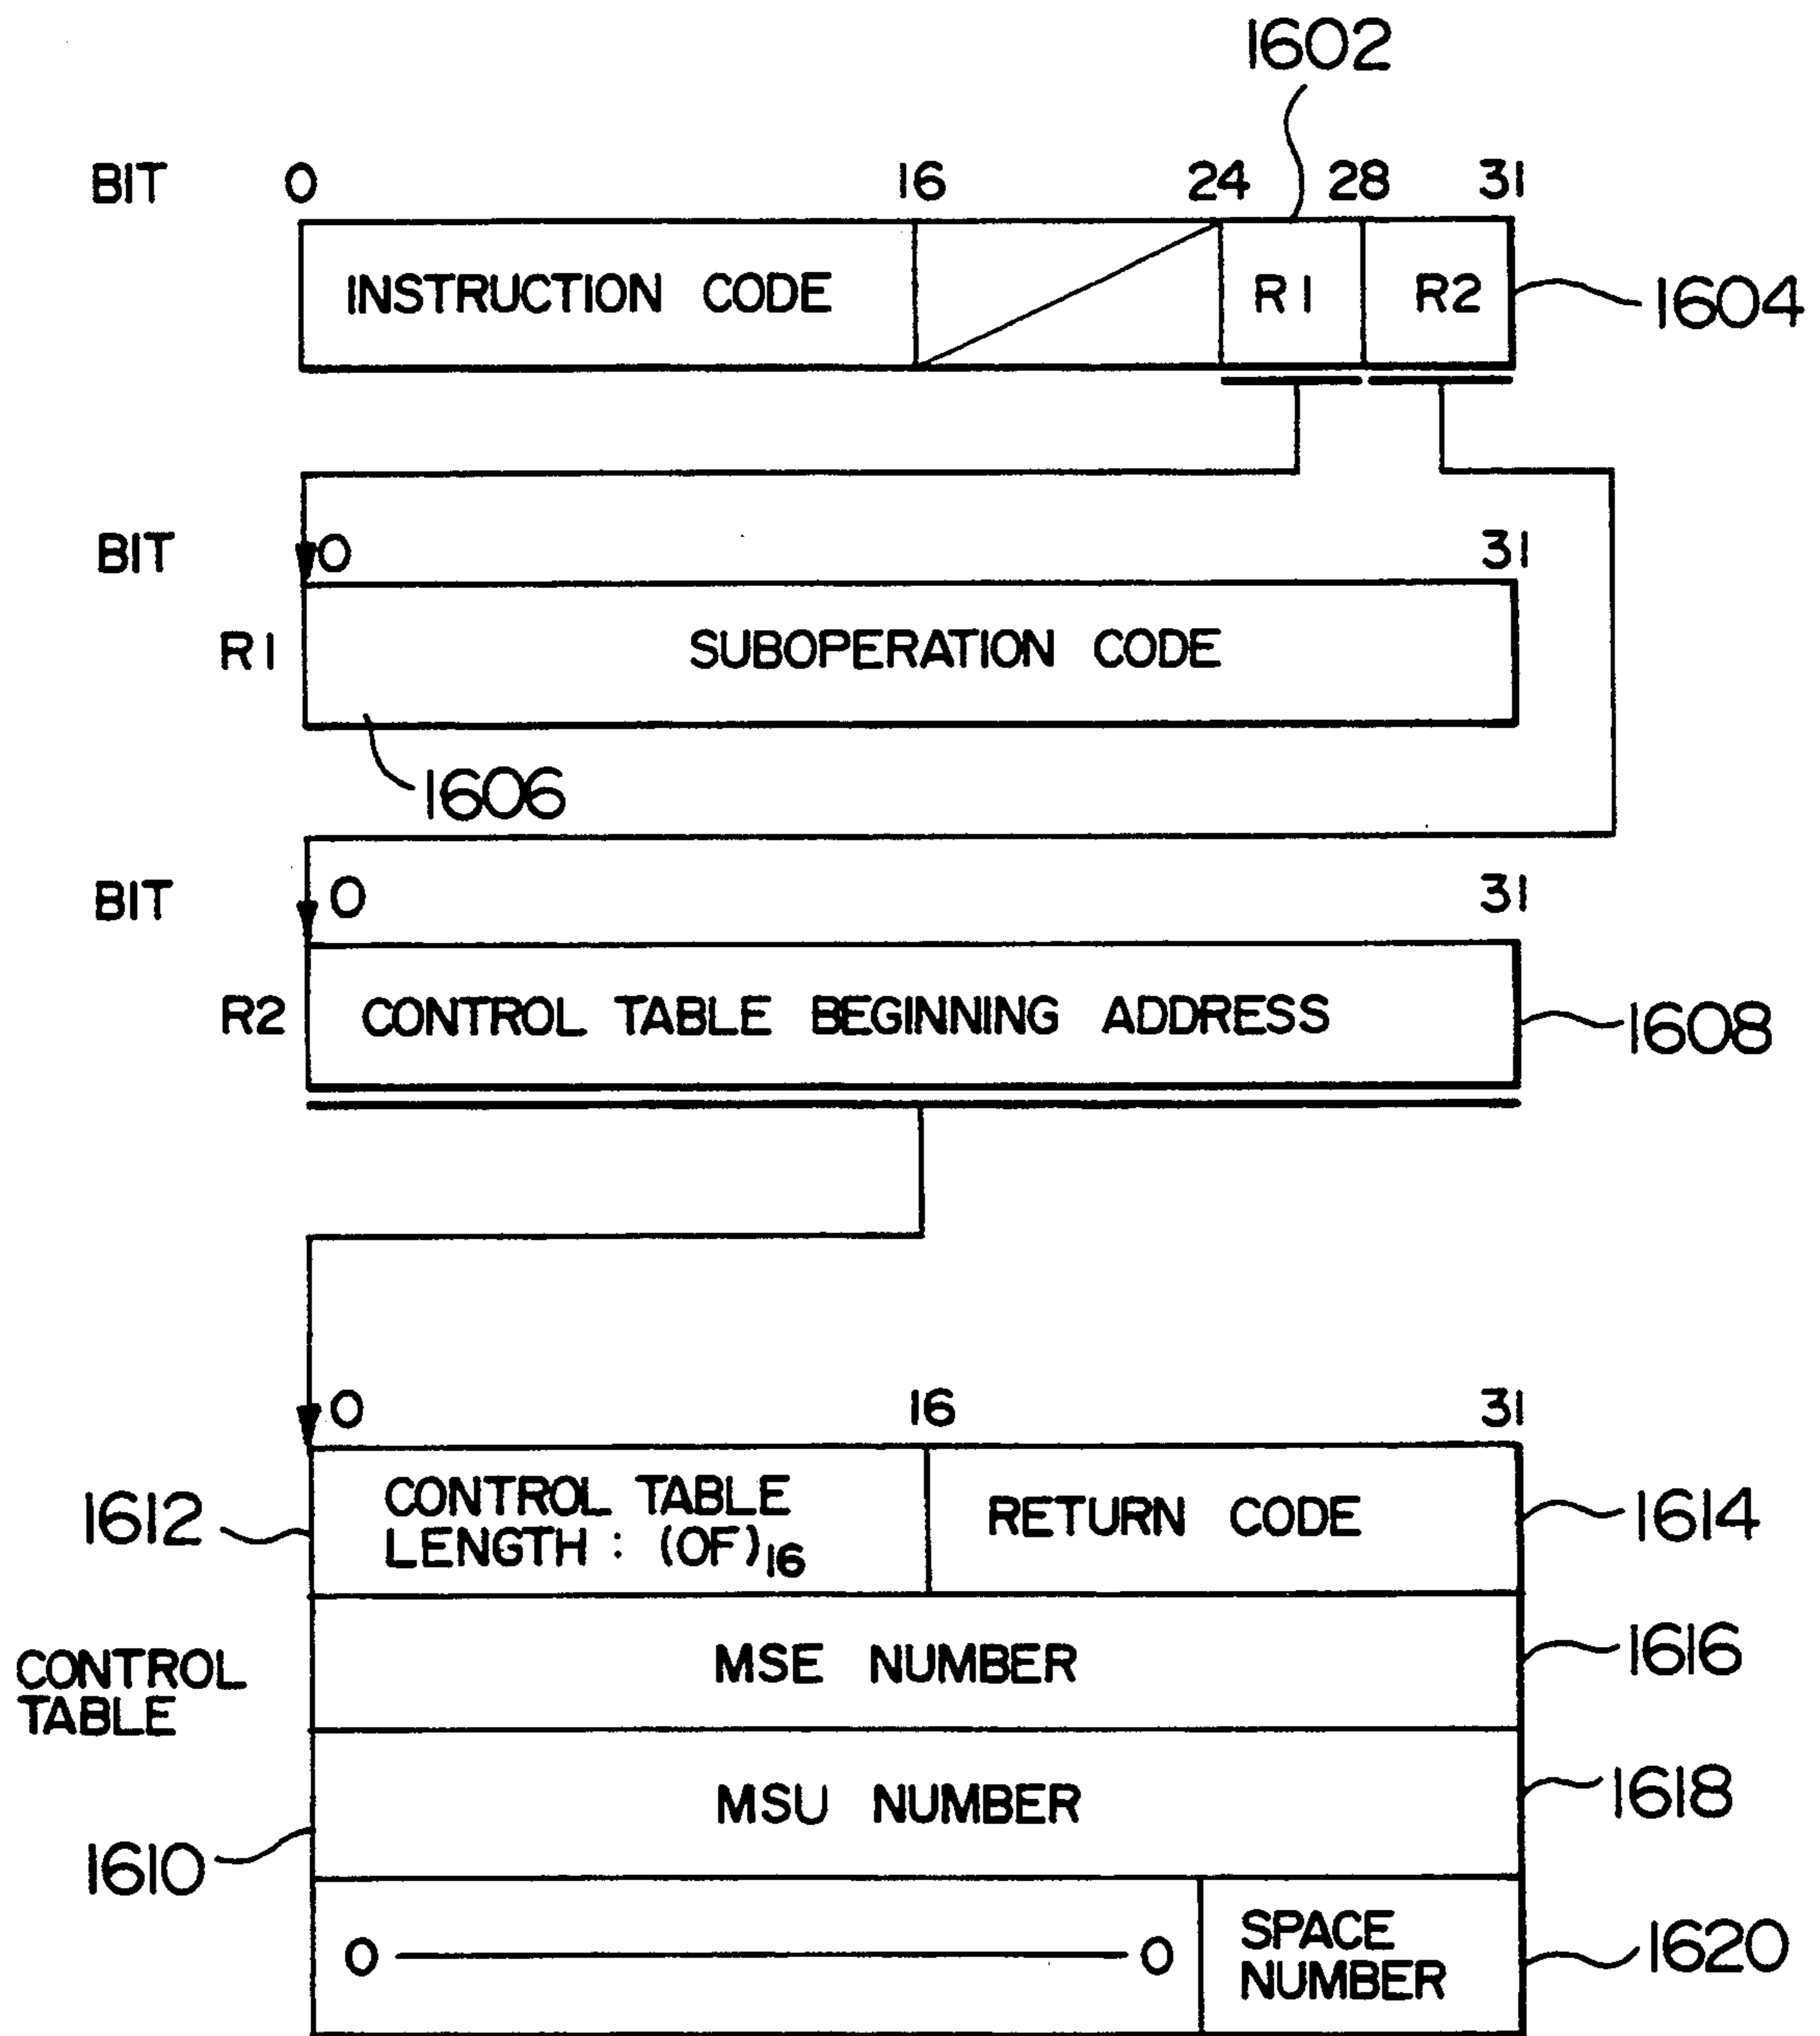 1602
BIT 0 16 24 28 31
INSTRUCTION CODE R1 R2 1604
BIT 0 31
R1 SUBOPERATION CODE
1606
BIT 0 31
R2 CONTROL TABLE BEGINNING ADDRESS 1608
0 16 31
1612 CONTROL TABLE LENGTH : (OF)16 RETURN CODE 1614
MSE NUMBER 1616
CONTROL TABLE
MSU NUMBER 1618
1610
0 0 SPACE NUMBER 1620